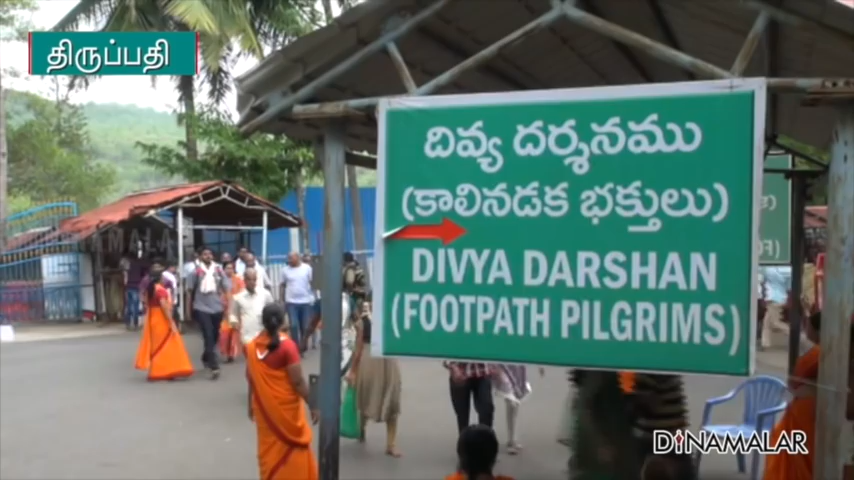 திருப்பதி
దివ్య దర్శనము
(కాలినడక భక్తులు)
DIVYA DARSHAN
(FOOTPATH PILGRIMS)
DINAMALAR